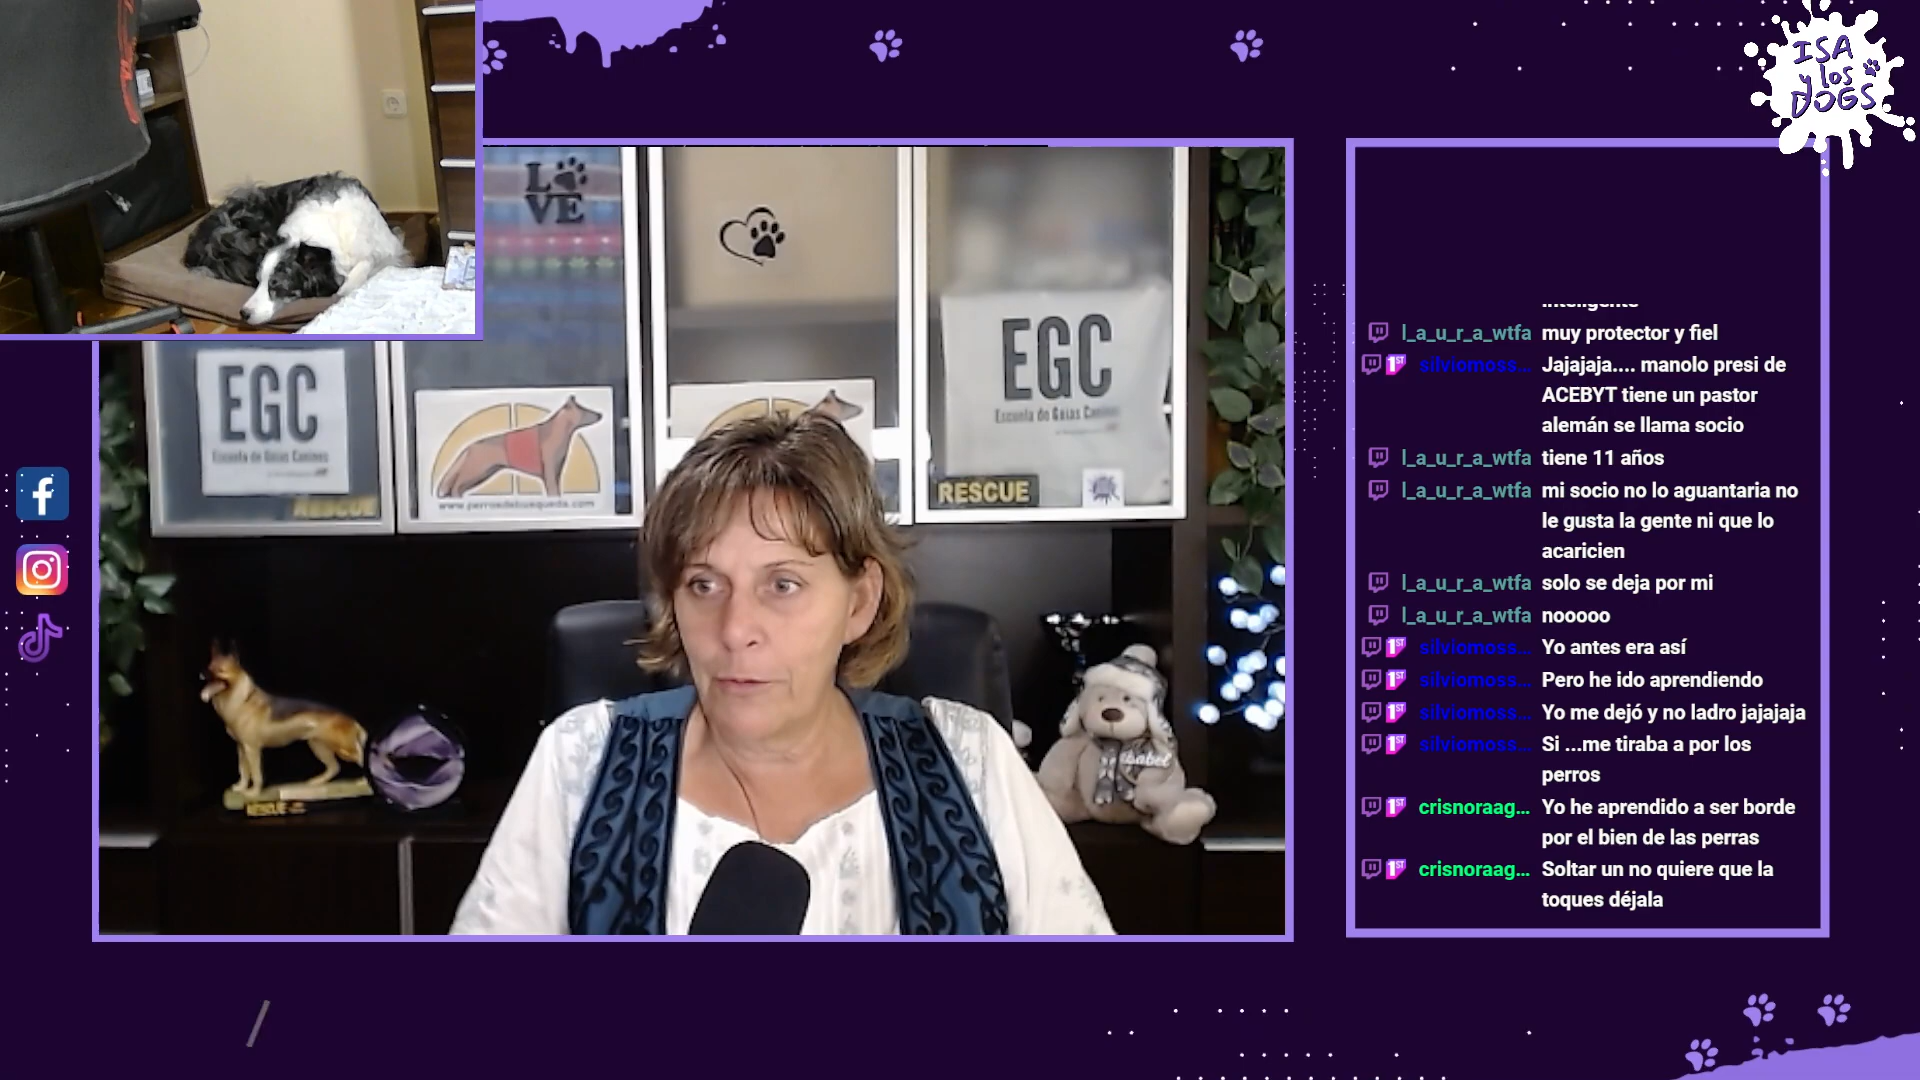 ISA
y los
DOGS
LOVE
EGC
Escuela de Guías Caninos
RESCUE
www.perrosdebusqueda.com
EGC
Escuela de Guías Caninos
RESCUE
RESCUE
Isabel
inteligente
l_a_u_r_a_wtfa muy protector y fiel
silviomoss... Jajajaja.... manolo presi de
ACEBYT tiene un pastor
alemán se llama socio
l_a_u_r_a_wtfa tiene 11 años
l_a_u_r_a_wtfa mi socio no lo aguantaria no
le gusta la gente ni que lo
acaricien
l_a_u_r_a_wtfa solo se deja por mi
l_a_u_r_a_wtfa nooooo
silviomoss... Yo antes era así
silviomoss... Pero he ido aprendiendo
silviomoss... Yo me dejó y no ladro jajajaja
silviomoss... Si ...me tiraba a por los
perros
crisnoraag... Yo he aprendido a ser borde
por el bien de las perras
crisnoraag... Soltar un no quiere que la
toques déjala
/